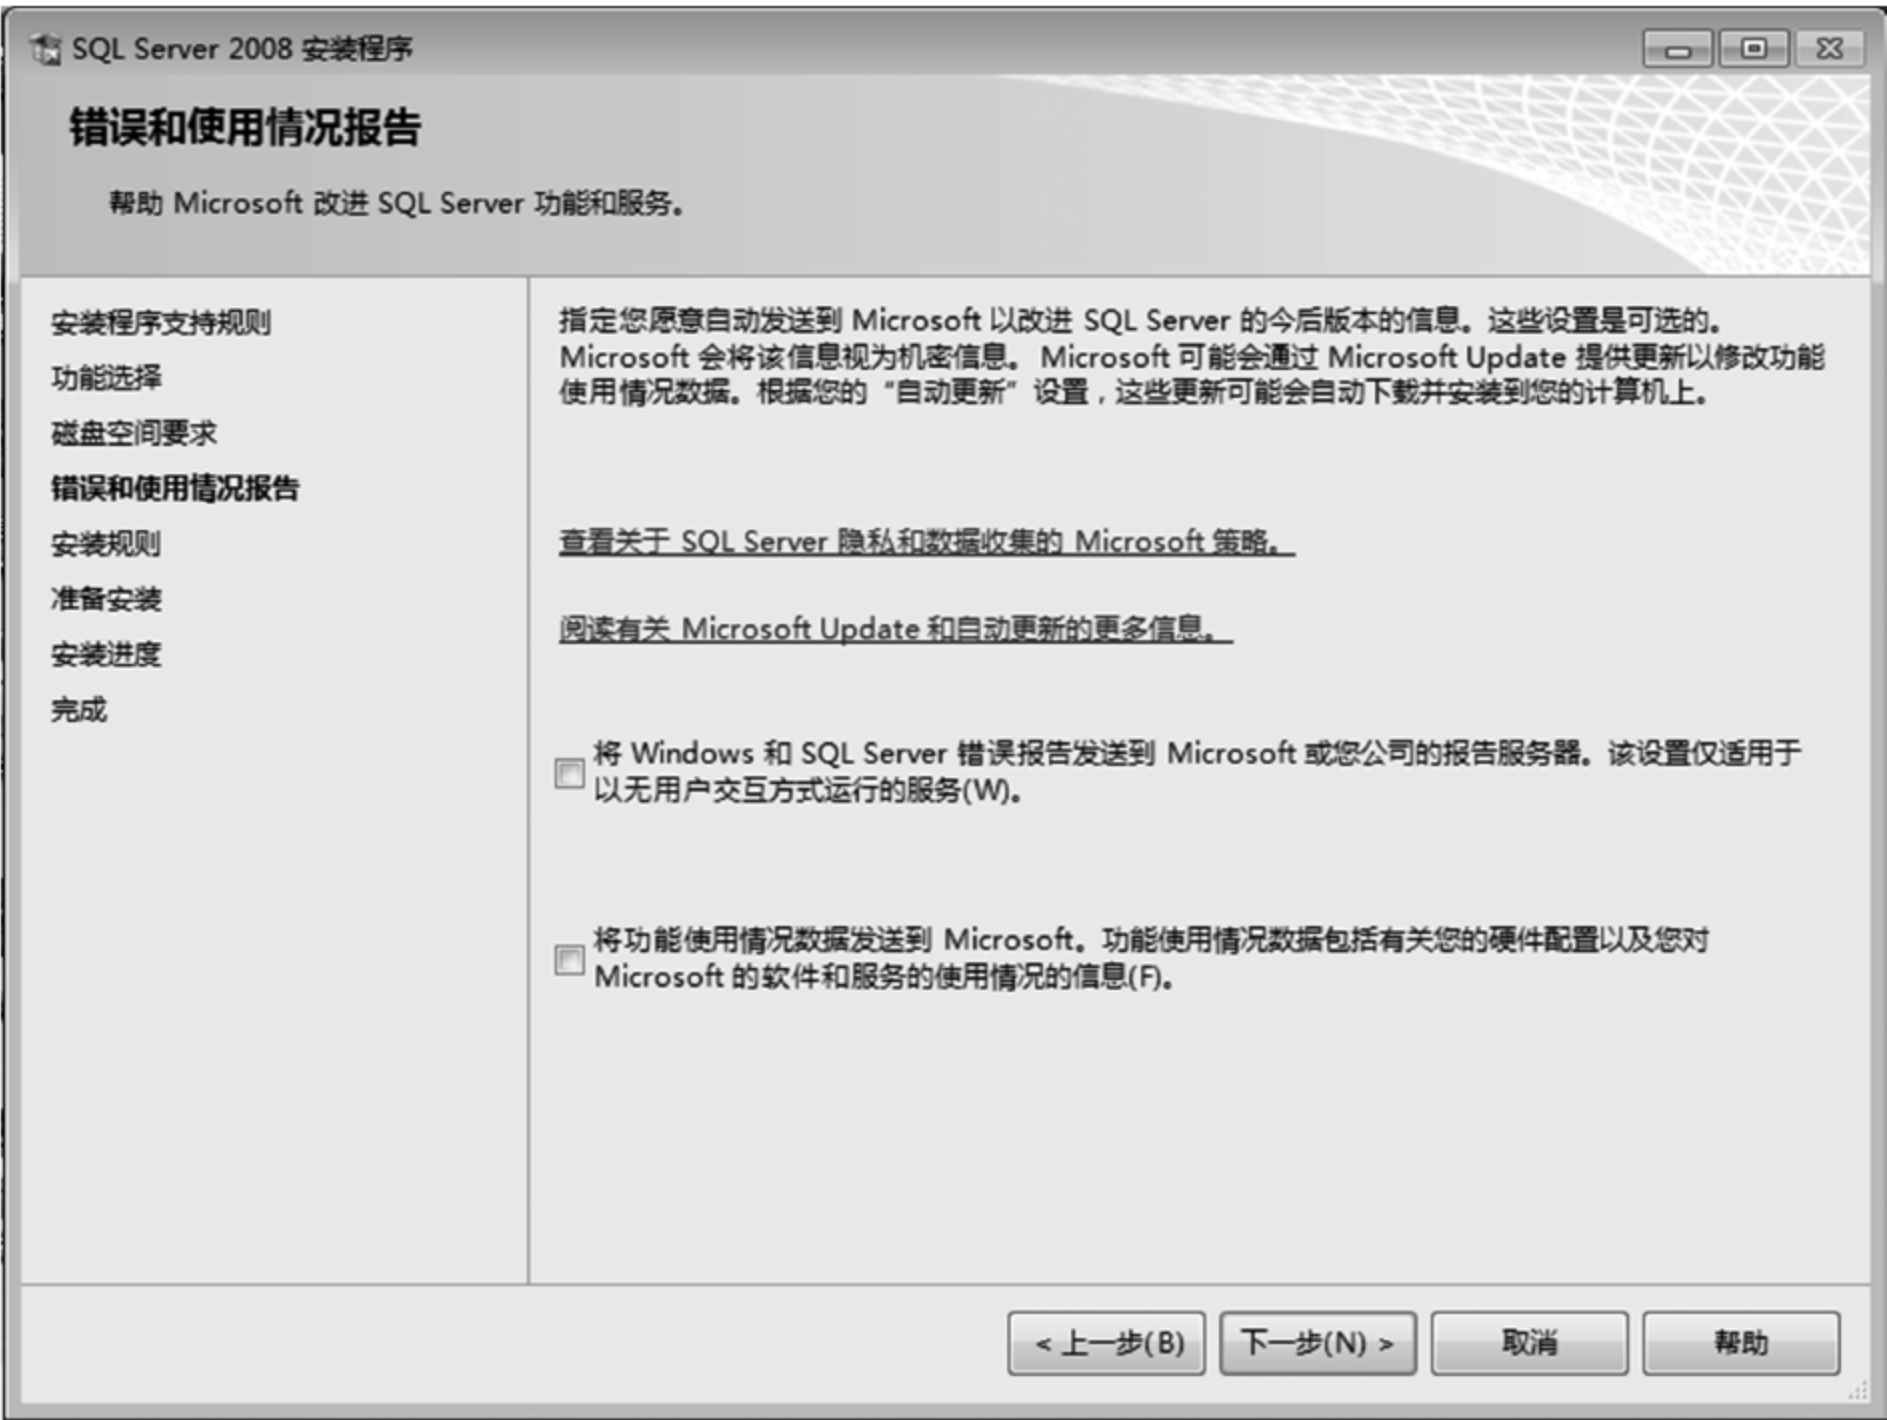 SQL Server 2008 安装程序
错误和使用情况报告
帮助 Microsoft 改进 SQL Server 功能和服务。
安装程序支持规则
功能选择
磁盘空间要求
错误和使用情况报告
安装规则
准备安装
安装进度
完成
指定您愿意自动发送到 Microsoft 以改进 SQL Server 的今后版本的信息。这些设置是可选的。
Microsoft 会将该信息视为机密信息。 Microsoft 可能会通过 Microsoft Update 提供更新以修改功能
使用情况数据。根据您的“自动更新”设置，这些更新可能会自动下载并安装到您的计算机上。
查看关于 SQL Server 隐私和数据收集的 Microsoft 策略。
阅读有关 Microsoft Update 和自动更新的更多信息。
将 Windows 和 SQL Server 错误报告发送到 Microsoft 或您公司的报告服务器。该设置仅适用于
以无用户交互方式运行的服务(W)。
将功能使用情况数据发送到 Microsoft。功能使用情况数据包括有关您的硬件配置以及您对
Microsoft 的软件和服务的使用情况的信息(F)。
< 上一步(B)
下一步(N) >
取消
帮助